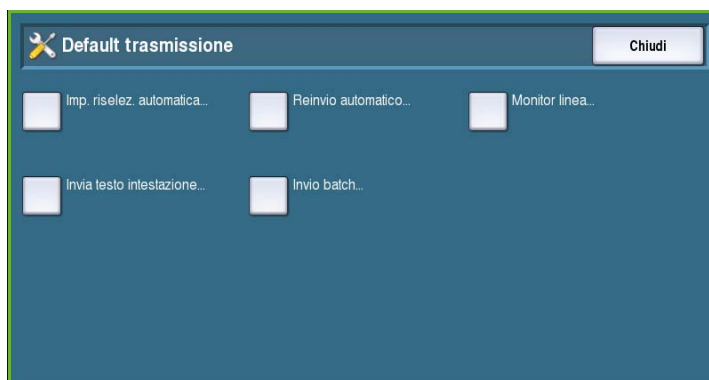 Default trasmissione
Chiudi
Imp. riselez. automatica...
Reinvio automatico...
Monitor linea...
Invia testo intestazione...
Invio batch...